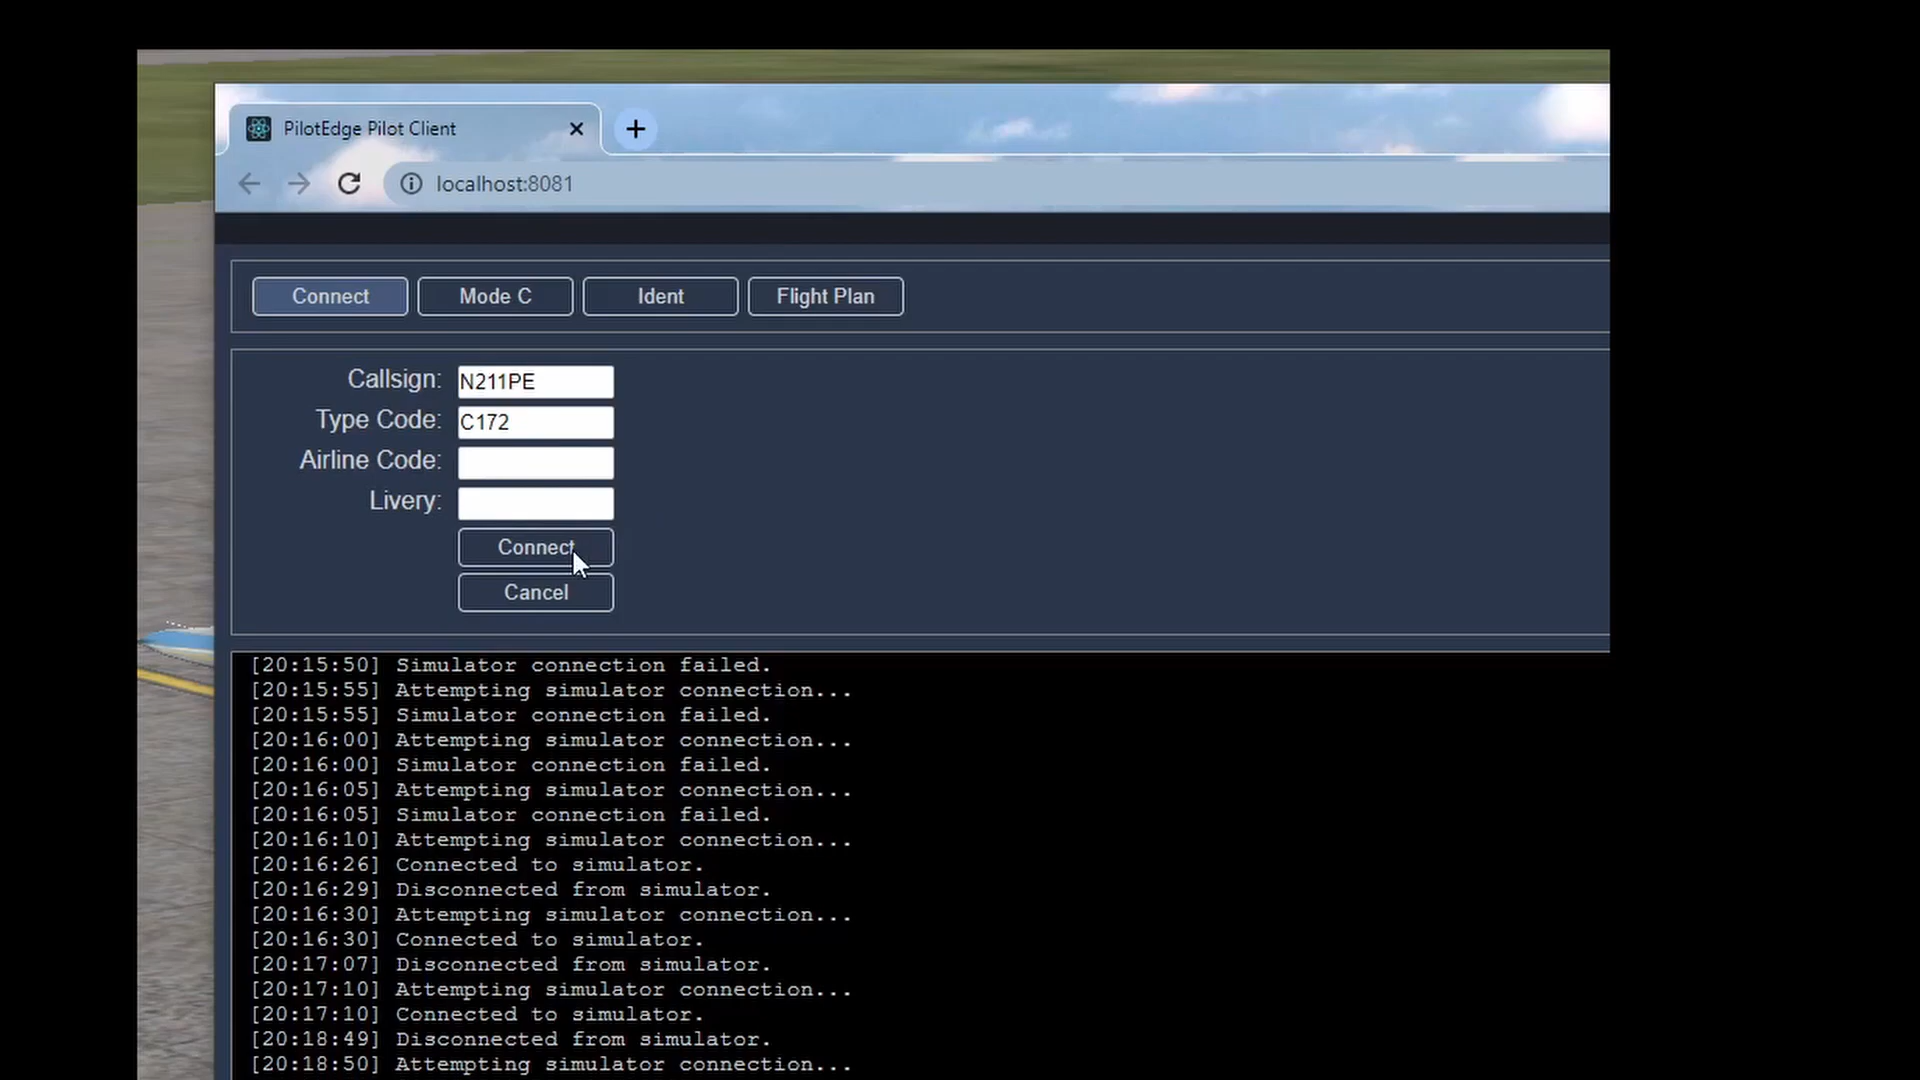 PilotEdge Pilot Client
localhost:8081
Connect Mode C Ident Flight Plan
Callsign: N211PE
Type Code: C172
Airline Code:
Livery:
Connect
Cancel
[20:15:50] Simulator connection failed.
[20:15:55] Attempting simulator connection...
[20:15:55] Simulator connection failed.
[20:16:00] Attempting simulator connection...
[20:16:00] Simulator connection failed.
[20:16:05] Attempting simulator connection...
[20:16:05] Simulator connection failed.
[20:16:10] Attempting simulator connection...
[20:16:26] Connected to simulator.
[20:16:29] Disconnected from simulator.
[20:16:30] Attempting simulator connection...
[20:16:30] Connected to simulator.
[20:17:07] Disconnected from simulator.
[20:17:10] Attempting simulator connection...
[20:17:10] Connected to simulator.
[20:18:49] Disconnected from simulator.
[20:18:50] Attempting simulator connection...